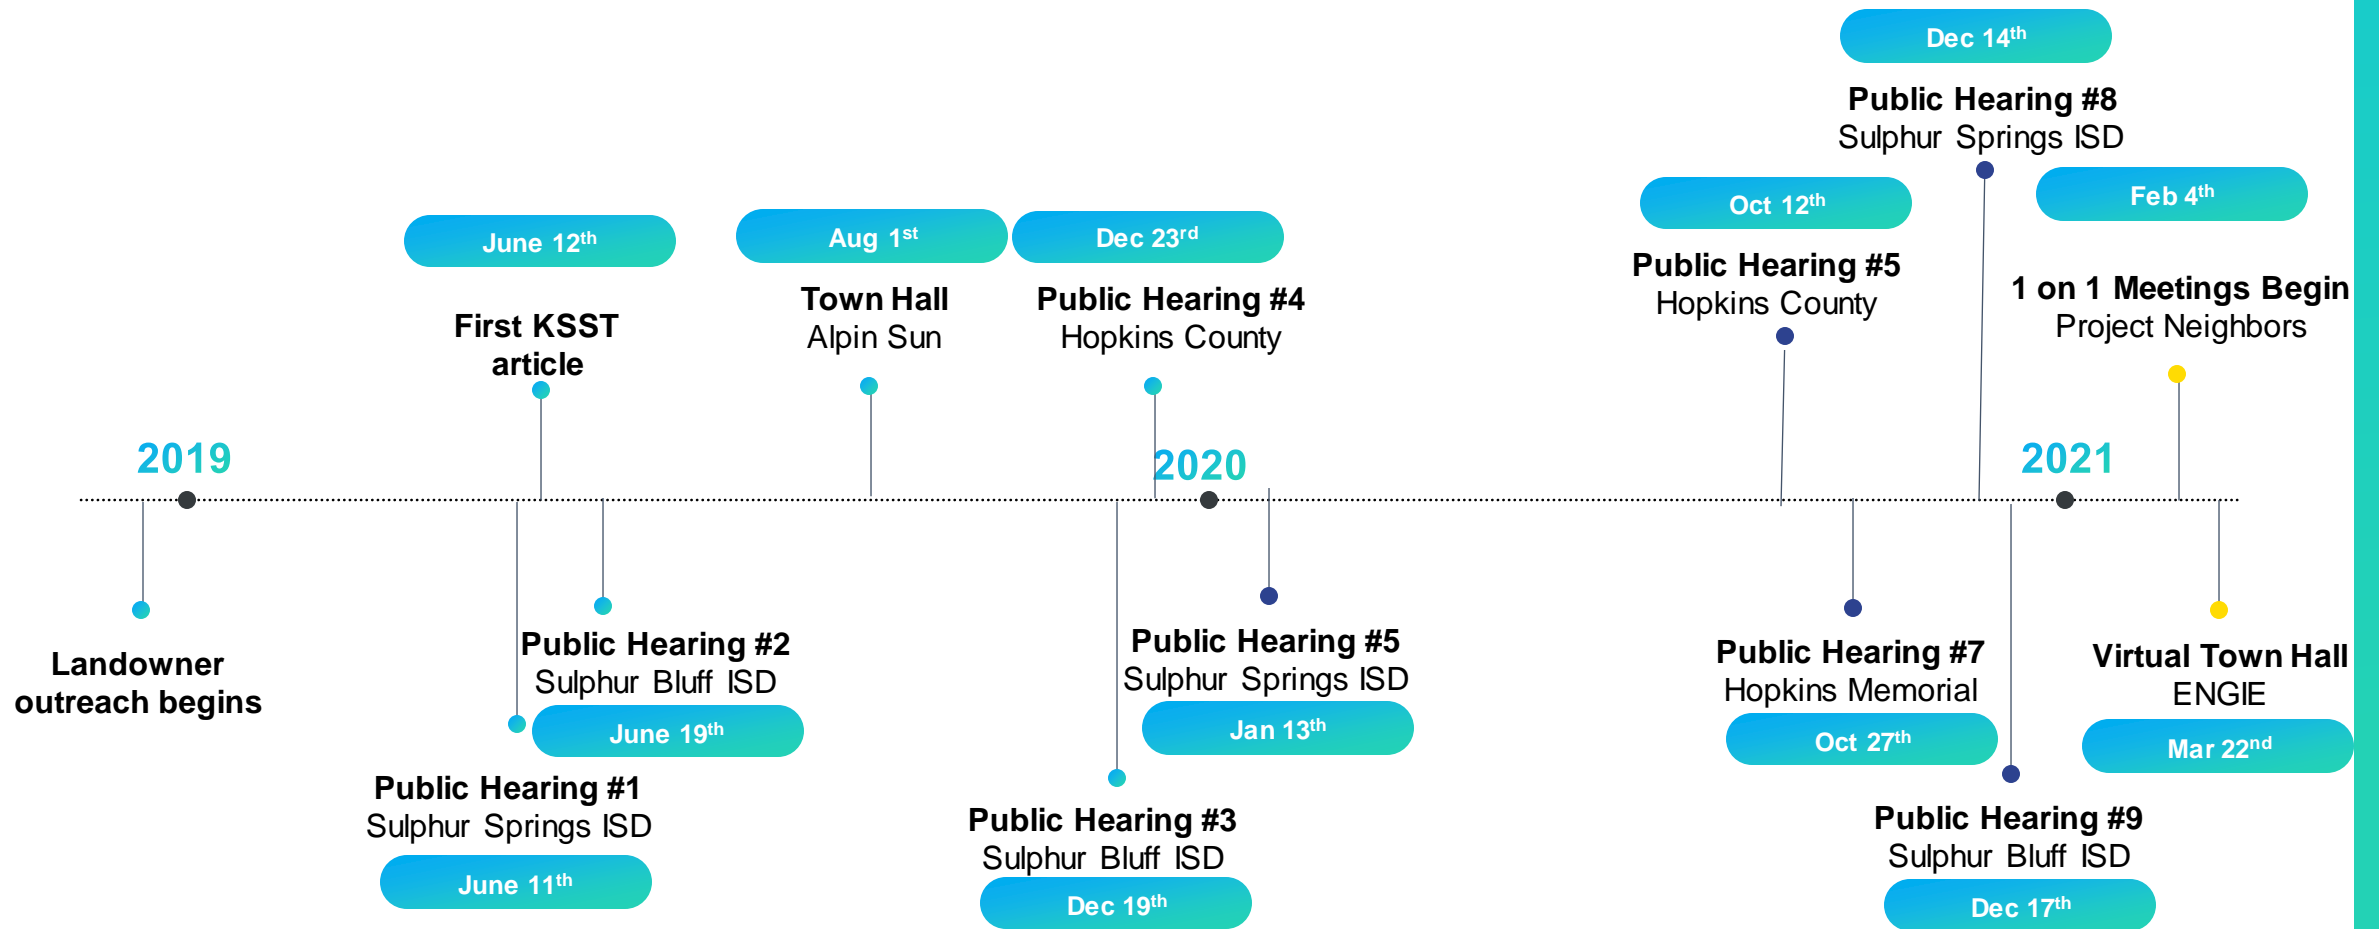 Dec 14th
Public Hearing #8
Sulphur Springs ISD
Oct 12th
Public Hearing #5
Hopkins County
Feb 4th
1 on 1 Meetings Begin
Project Neighbors
June 12th
First KSST
article
Aug 1st
Town Hall
Alpin Sun
Dec 23rd
Public Hearing #4
Hopkins County
2019
2020
2021
Landowner
outreach begins
Public Hearing #2
Sulphur Bluff ISD
June 19th
Public Hearing #1
Sulphur Springs ISD
June 11th
Public Hearing #5
Sulphur Springs ISD
Jan 13th
Public Hearing #3
Sulphur Bluff ISD
Dec 19th
Public Hearing #7
Hopkins Memorial
Oct 27th
Virtual Town Hall
ENGIE
Mar 22nd
Public Hearing #9
Sulphur Bluff ISD
Dec 17th